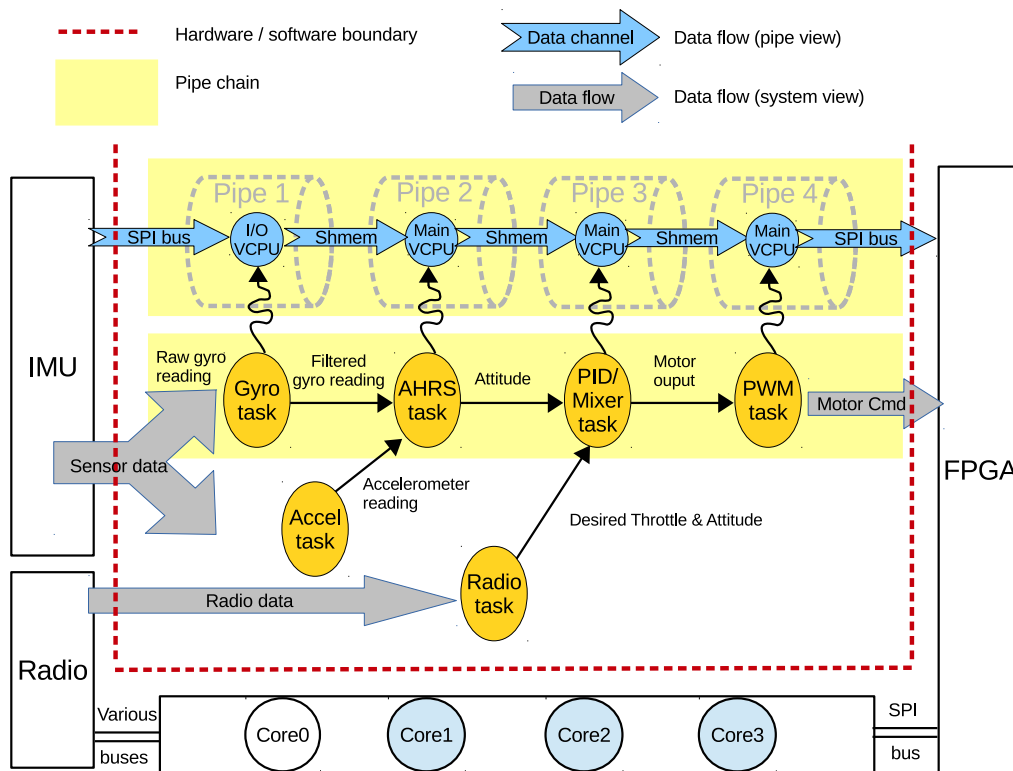 Hardware / software boundary
Data channel
Data flow (pipe view)
Pipe chain
Data flow
Data flow (system view)
Pipe 1
Pipe 2
Pipe 3
Pipe 4
SPI bus
I/O
VCPU
Shmem
Main
VCPU
Shmem
Main
VCPU
Shmem
Main
VCPU
SPI bus
IMU
Raw gyro
reading
Gyro
task
Filtered
gyro reading
AHRS
task
Attitude
PID/
Mixer
task
Motor
ouput
PWM
task
Motor Cmd
FPGA
Sensor data
Accelerometer
reading
Accel
task
Desired Throttle & Attitude
Radio
task
Radio data
Radio
Various
buses
Core0
Core1
Core2
Core3
SPI
bus